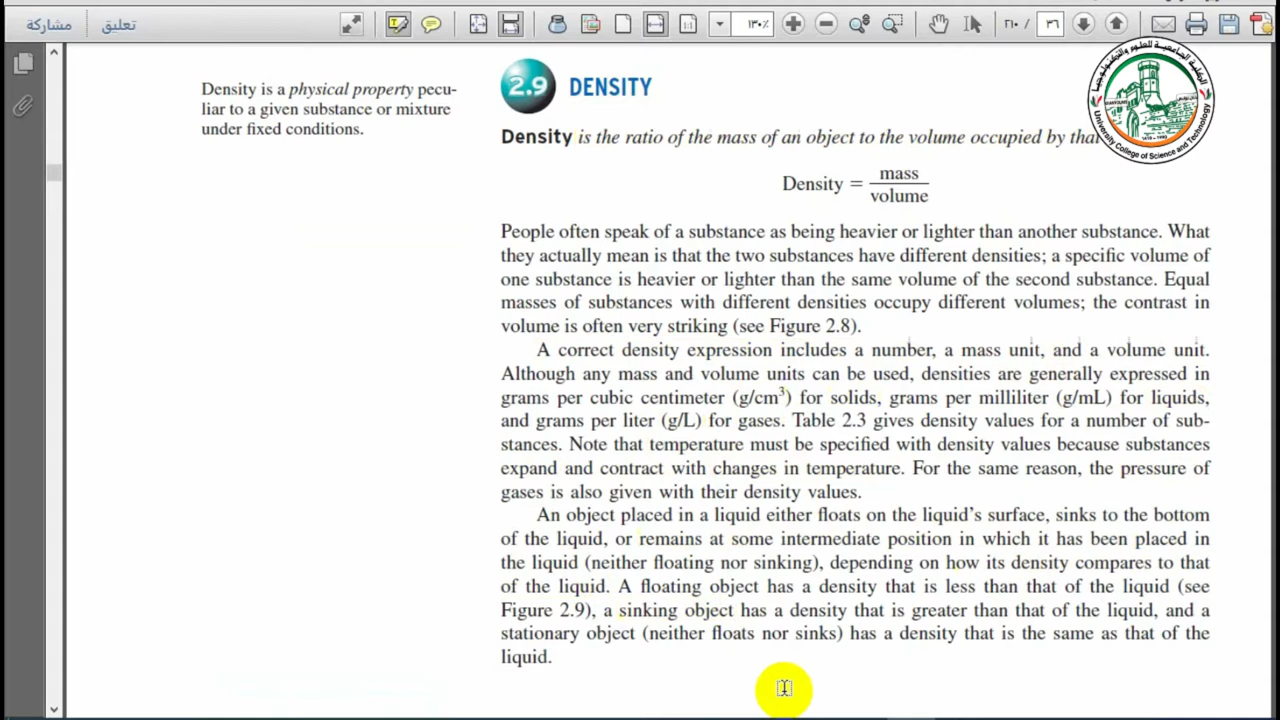 مشاركة
تعليق
١٣٠٪
٢١٠ /
٣٦
Density is a physical property pecu-
liar to a given substance or mixture
under fixed conditions.
2.9 DENSITY
Density is the ratio of the mass of an object to the volume occupied by that
Density = mass
volume
People often speak of a substance as being heavier or lighter than another substance. What
they actually mean is that the two substances have different densities; a specific volume of
one substance is heavier or lighter than the same volume of the second substance. Equal
masses of substances with different densities occupy different volumes; the contrast in
volume is often very striking (see Figure 2.8).
A correct density expression includes a number, a mass unit, and a volume unit.
Although any mass and volume units can be used, densities are generally expressed in
grams per cubic centimeter (g/cm³) for solids, grams per milliliter (g/mL) for liquids,
and grams per liter (g/L) for gases. Table 2.3 gives density values for a number of sub-
stances. Note that temperature must be specified with density values because substances
expand and contract with changes in temperature. For the same reason, the pressure of
gases is also given with their density values.
An object placed in a liquid either floats on the liquid's surface, sinks to the bottom
of the liquid, or remains at some intermediate position in which it has been placed in
the liquid (neither floating nor sinking), depending on how its density compares to that
of the liquid. A floating object has a density that is less than that of the liquid (see
Figure 2.9), a sinking object has a density that is greater than that of the liquid, and a
stationary object (neither floats nor sinks) has a density that is the same as that of the
liquid.
الكلية الجامعية للعلوم والتكنولوجيا
University College of Science and Technology